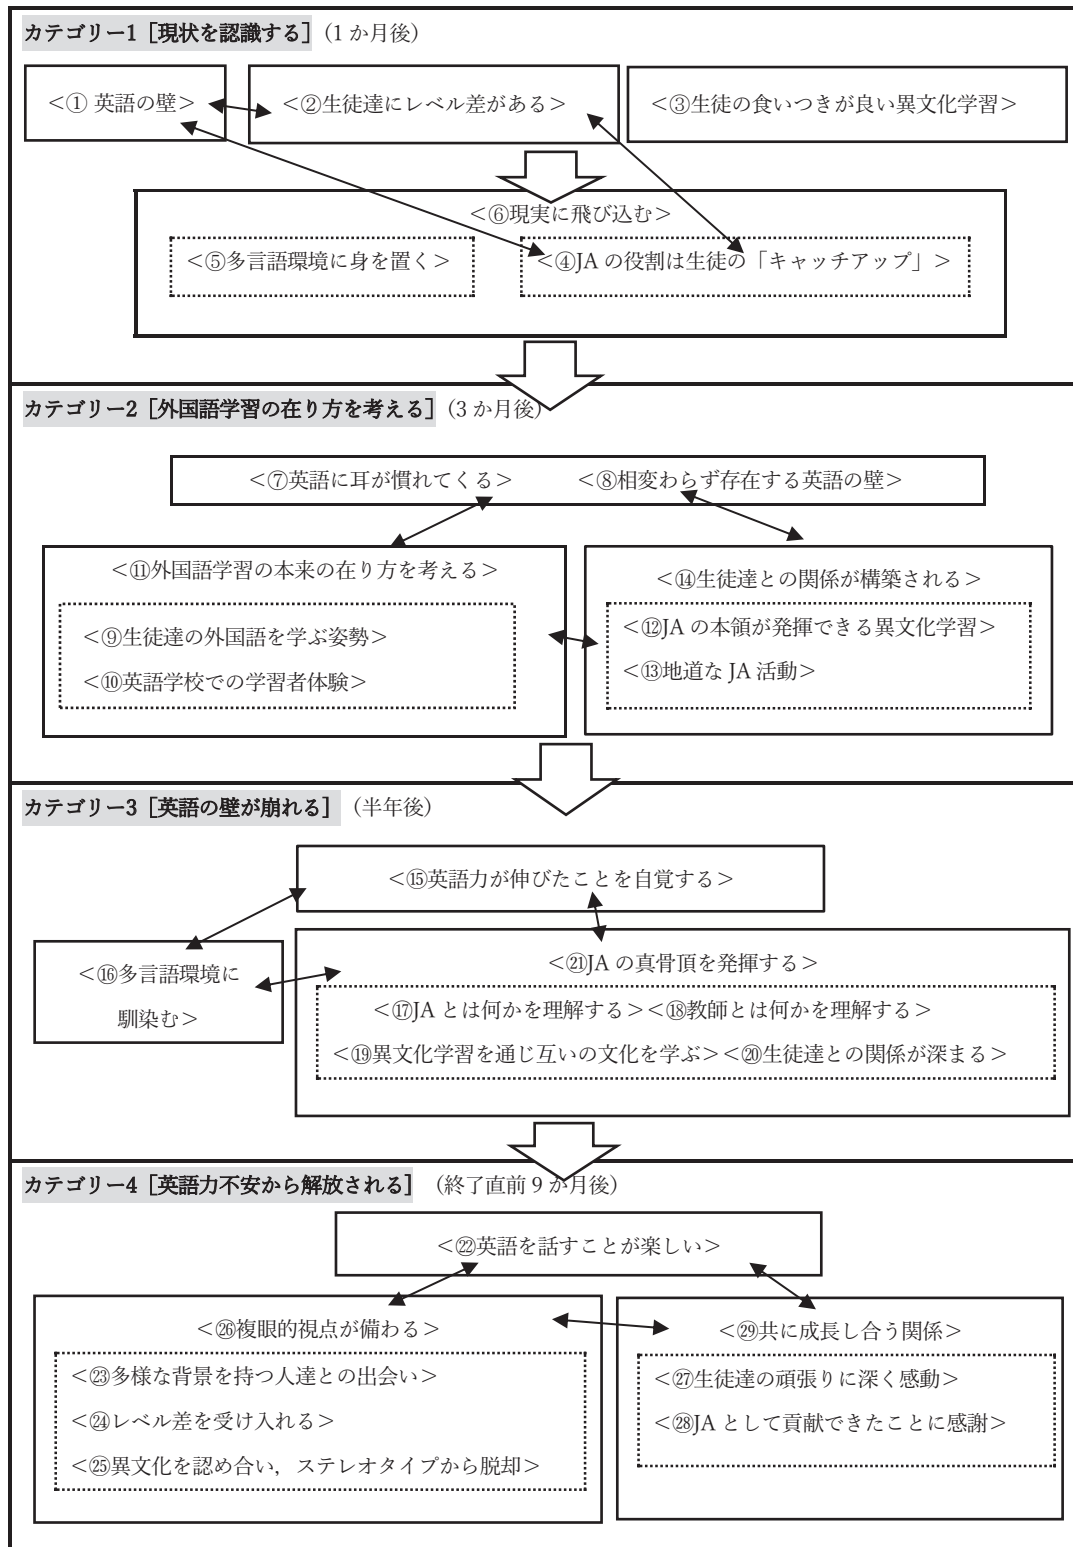 カテゴリー1［現状を認識する］（1 か月後）
＜① 英語の壁＞
＜②生徒達にレベル差がある＞
＜③生徒の食いつきが良い異文化学習＞
＜⑥現実に飛び込む＞
＜⑤多言語環境に身を置く＞
＜④JA の役割は生徒の「キャッチアップ」＞
カテゴリー2［外国語学習の在り方を考える］（3 か月後）
＜⑦英語に耳が慣れてくる＞
＜⑧相変わらず存在する英語の壁＞
＜⑪外国語学習の本来の在り方を考える＞
＜⑨生徒達の外国語を学ぶ姿勢＞
＜⑩英語学校での学習者体験＞
＜⑭生徒達との関係が構築される＞
＜⑫JA の本領が発揮できる異文化学習＞
＜⑬地道な JA 活動＞
カテゴリー3［英語の壁が崩れる］（半年後）
＜⑮英語力が伸びたことを自覚する＞
＜⑯多言語環境に
馴染む＞
＜㉑JA の真骨頂を発揮する＞
＜⑰JA とは何かを理解する＞＜⑱教師とは何かを理解する＞
＜⑲異文化学習を通じ互いの文化を学ぶ＞＜⑳生徒達との関係が深まる＞
カテゴリー4［英語力不安から解放される］（終了直前 9 か月後）
＜㉒英語を話すことが楽しい＞
＜㉖複眼的視点が備わる＞
＜㉓多様な背景を持つ人達との出会い＞
＜㉔レベル差を受け入れる＞
＜㉕異文化を認め合い，ステレオタイプから脱却＞
＜㉙共に成長し合う関係＞
＜㉗生徒達の頑張りに深く感動＞
＜㉘JA として貢献できたことに感謝＞